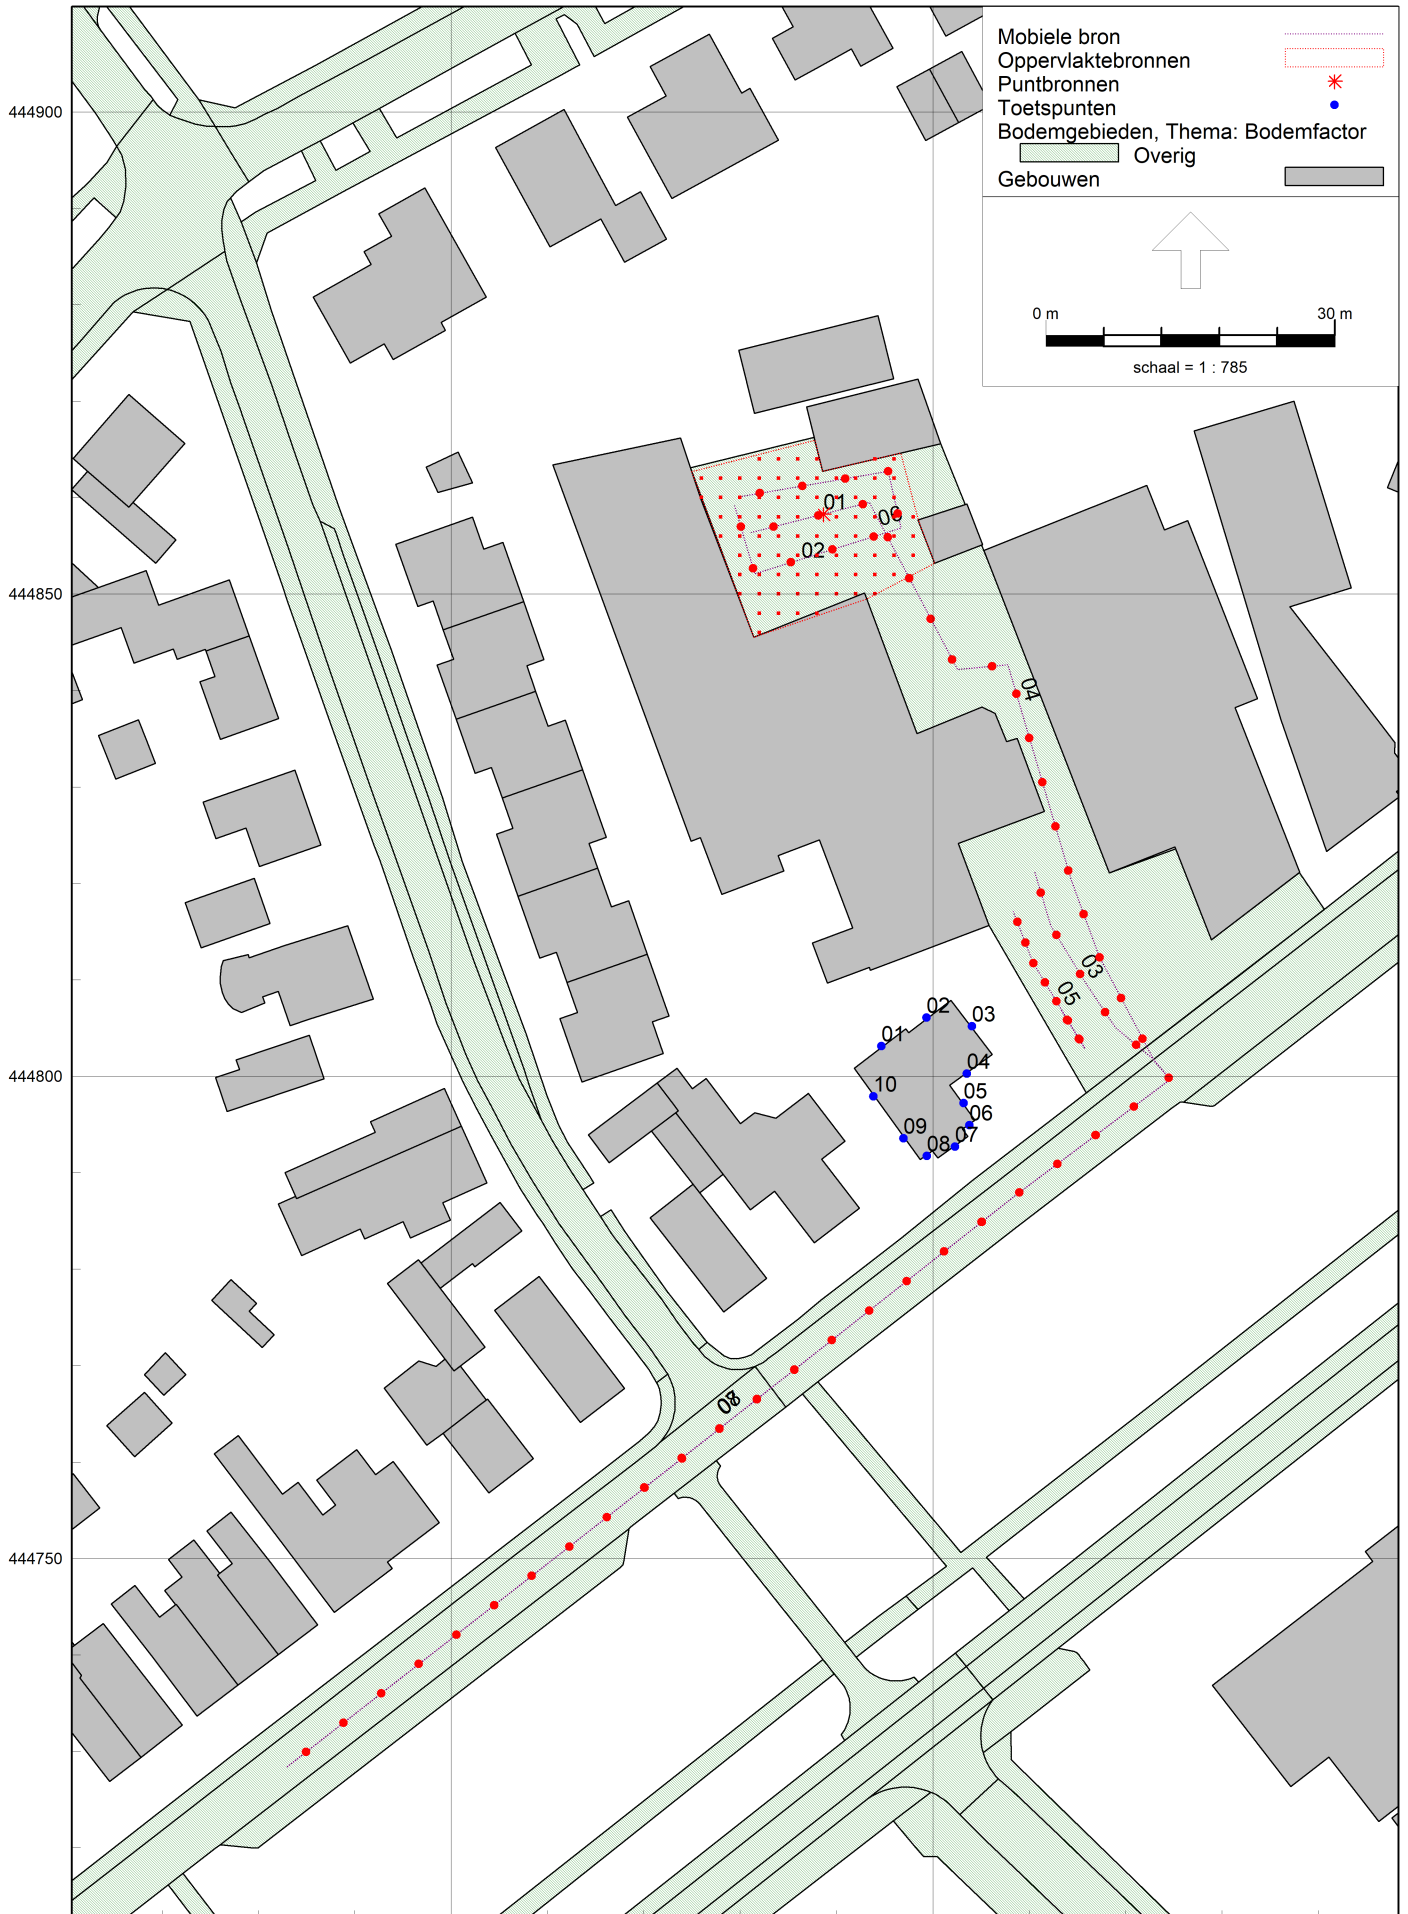 Mobiele bron
Oppervlaktebronnen
Puntbronnen
Toetspunten
Bodemgebieden, Thema: Bodemfactor
Overig
Gebouwen
0 m 30 m
schaal = 1 : 785
444900
444850
444800
444750
01
06
02
04
03
05
02
03
01
04
10
05
06
09
07
08